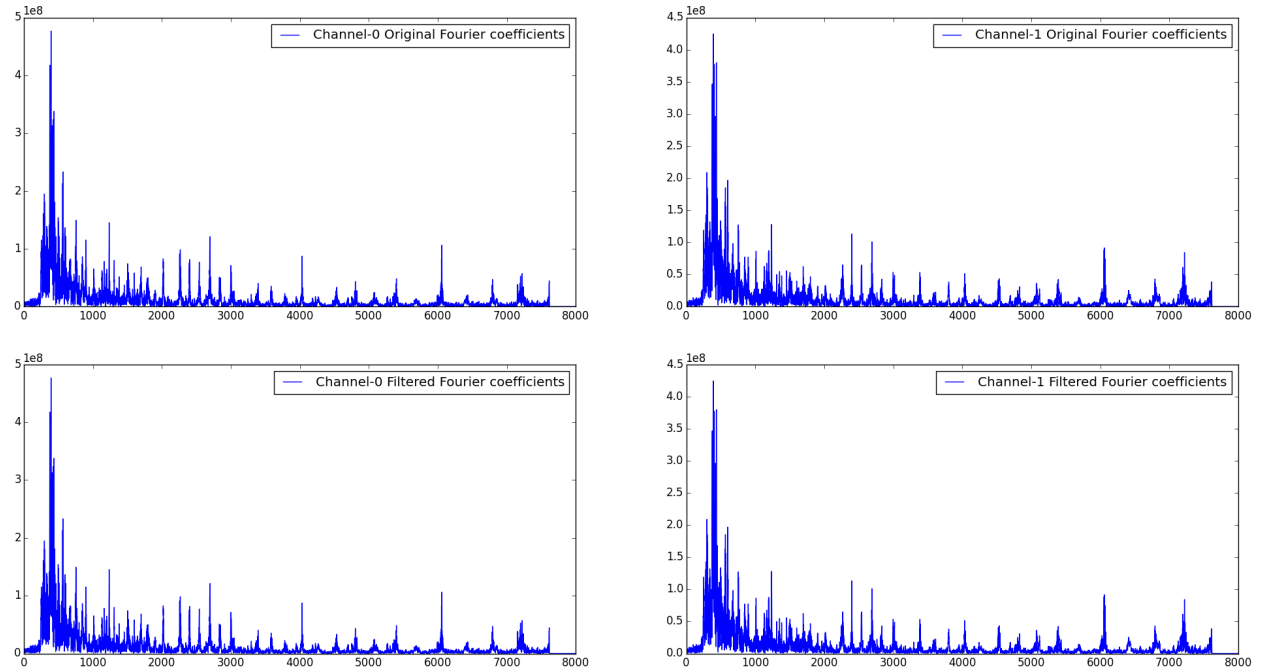 5 1e8
Channel-0 Original Fourier coefficients
4
3
2
1
0
0 1000 2000 3000 4000 5000 6000 7000 8000
4.5 1e8
Channel-1 Original Fourier coefficients
4.0
3.5
3.0
2.5
2.0
1.5
1.0
0.5
0.0
0 1000 2000 3000 4000 5000 6000 7000 8000
5 1e8
Channel-0 Filtered Fourier coefficients
4
3
2
1
0
0 1000 2000 3000 4000 5000 6000 7000 8000
4.5 1e8
Channel-1 Filtered Fourier coefficients
4.0
3.5
3.0
2.5
2.0
1.5
1.0
0.5
0.0
0 1000 2000 3000 4000 5000 6000 7000 8000